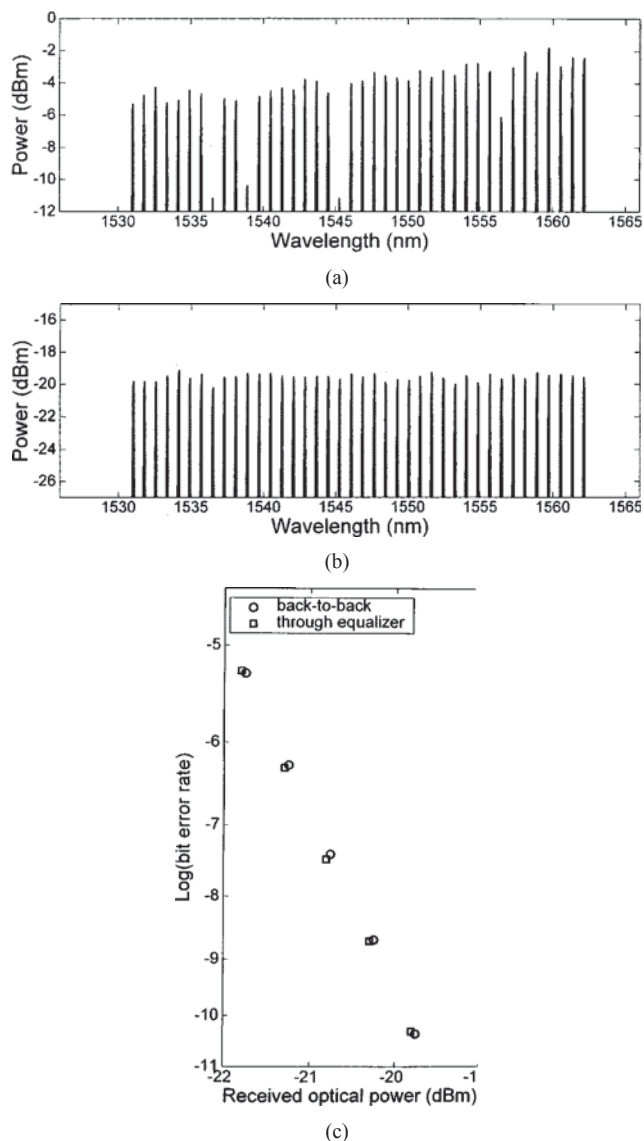 0
-2
-4
-6
-8
-10
-12
Power (dBm)
1530 1535 1540 1545 1550 1555 1560 1565
Wavelength (nm)
(a)
-16
-18
-20
-22
-24
-26
Power (dBm)
1530 1535 1540 1545 1550 1555 1560 1565
Wavelength (nm)
(b)
back-to-back
through equalizer
-5
-6
-7
-8
-9
-10
-11
Log(bit error rate)
-22 -21 -20 -1
Received optical power (dBm)
(c)